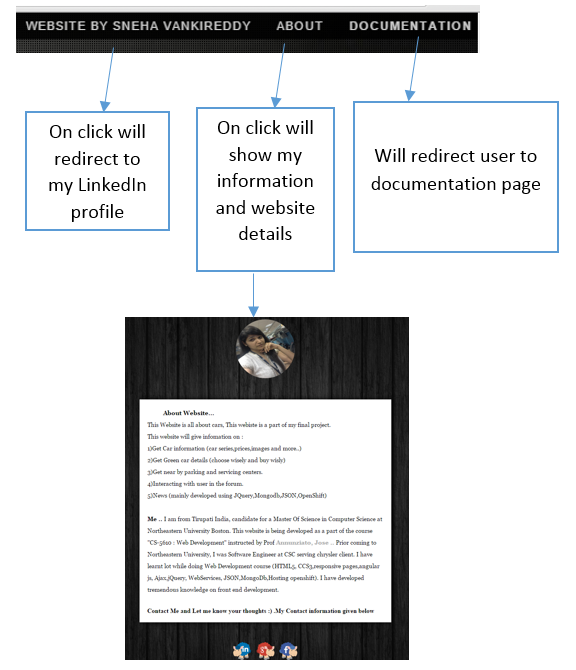 WEBSITE BY SNEHA VANKIREDDY ABOUT DOCUMENTATION
On click will
redirect to
my LinkedIn
profile
On click will
show my
information
and website
details
Will redirect user to
documentation page
About Website...
This Website is all about cars, This webiste is a part of my final project.
This website will give infomation on :
1)Get Car information (car series,prices,images and more..)
2)Get Green car details (choose wisely and buy wisly)
3)Get near by parking and servicing centers.
4)Interacting with user in the forum.
5)News (mainly developed using JQuery,Mongodb,JSON,OpenShift)
Me .. I am from Tirupati India, candidate for a Master Of Science in Computer Science at
Northeastern University Boston. This website is being developed as a part of the course
"CS-5610 : Web Development" instructed by Prof Annunziato, Jose .. Prior coming to
Northeastern University, I was Software Engineer at CSC serving chrysler client. I have
learnt lot while doing Web Development course (HTML5, CCS3,responsive pages,angular
js, Ajax,jQuery, WebServices, JSON,MongoDb,Hosting openshift). I have developed
tremendous knowledge on front end development.
Contact Me and Let me know your thoughts :) .My Contact information given below
in g+ f